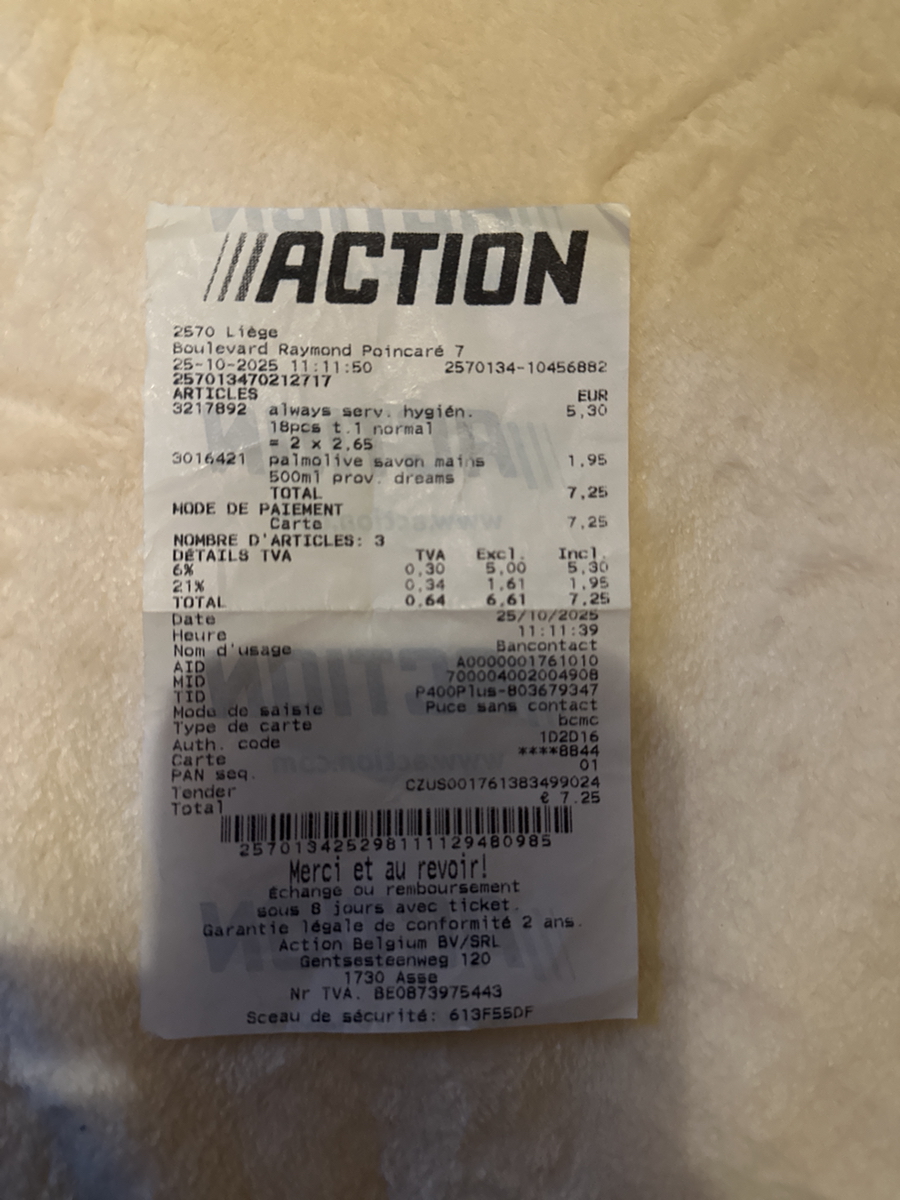 ///ACTION
2570 Liège
Boulevard Raymond Poincaré 7
25-10-2025 11:11:50 2570134-10456882
257013470212717
ARTICLES EUR
3217892 always serv. hygién. 5,30
18pcs t.1 normal
= 2 x 2,65
3016421 palmolive savon mains 1,95
500ml prov. dreams
TOTAL 7,25
MODE DE PAIEMENT
Carte 7,25
NOMBRE D'ARTICLES: 3
DÉTAILS TVA TVA Excl. Incl.
6% 0,30 5,00 5,30
21% 0,34 1,61 1,95
TOTAL 0,64 6,61 7,25
Date 25/10/2025
Heure 11:11:39
Nom d'usage Bancontact
AID A0000001761010
MID 700004002004908
TID P400Plus-803679347
Mode de saisie Puce sans contact
Type de carte bcmc
Auth. code 1D2D16
Carte ****8844
PAN seq. 01
Tender CZUS001761383499024
Total € 7.25
2570134252981111129480985
Merci et au revoir!
Échange ou remboursement
sous 8 jours avec ticket.
Garantie légale de conformité 2 ans.
Action Belgium BV/SRL
Gentsesteenweg 120
1730 Asse
Nr TVA. BE0873975443
Sceau de sécurité: 613F55DF